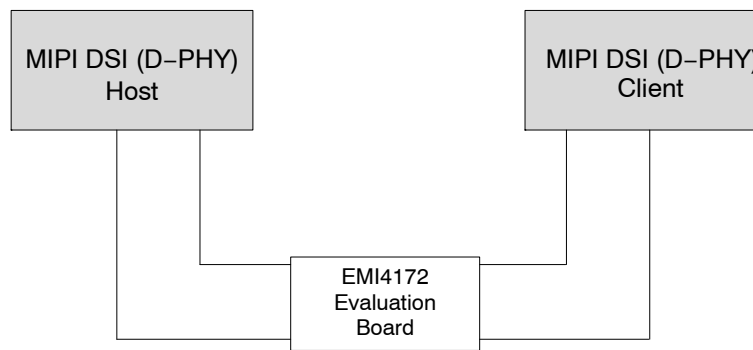 MIPI DSI (D−PHY)
Host
MIPI DSI (D−PHY)
Client
EMI4172
Evaluation
Board